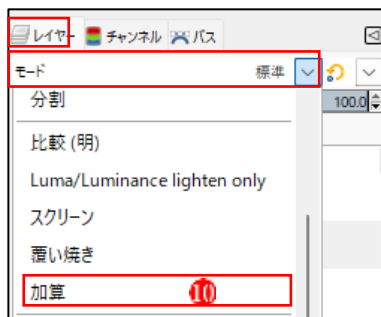 レイヤー チャンネル パス
モード 標準
100.0
分割
比較 (明)
Luma/Luminance lighten only
スクリーン
覆い焼き
加算 10